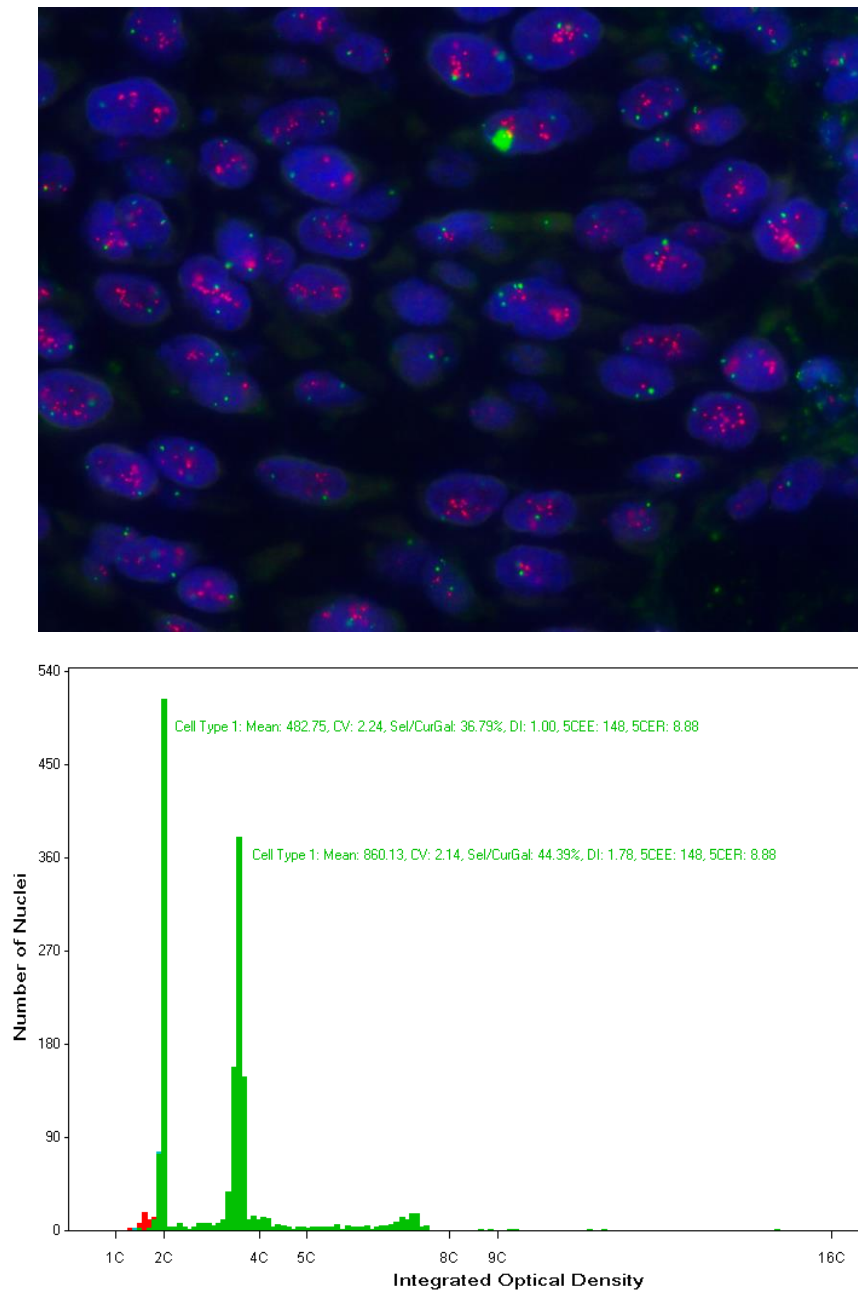 540
Cell Type 1: Mean: 482.75, CV: 2.24, Sel/CurGal: 36.79%, DI: 1.00, 5CEE: 148, 5CER: 8.88
450
360
Cell Type 1: Mean: 860.13, CV: 2.14, Sel/CurGal: 44.39%, DI: 1.78, 5CEE: 148, 5CER: 8.88
270
180
90
0
Number of Nuclei
1C 2C 4C 5C 8C 9C 16C
Integrated Optical Density